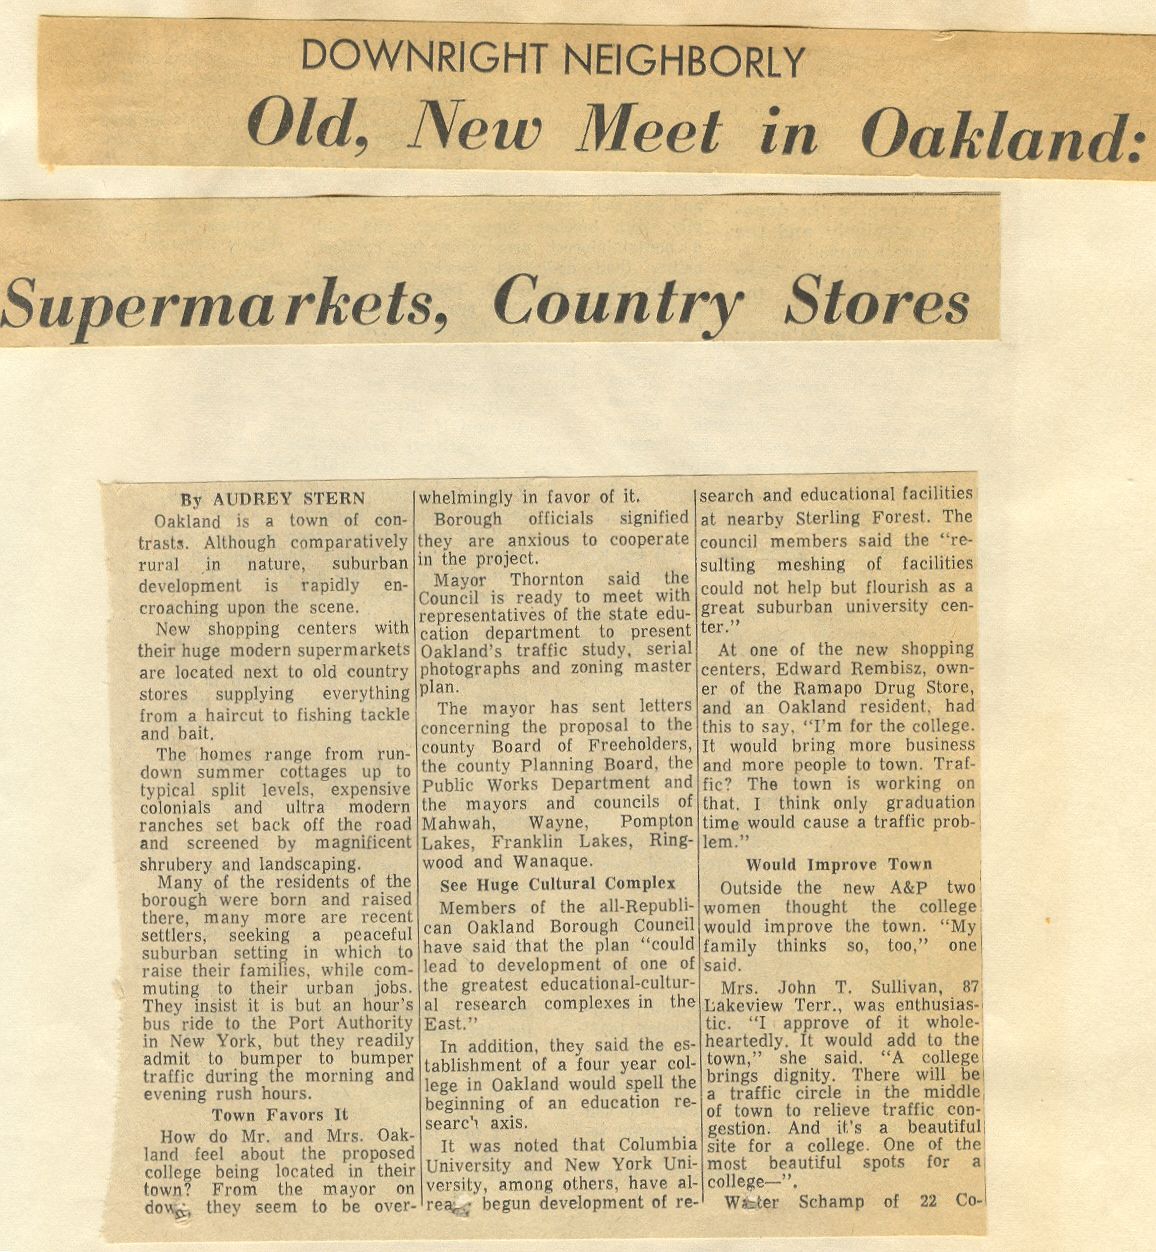 DOWNRIGHT NEIGHBORLY
Old, New Meet in Oakland:
Supermarkets, Country Stores
By AUDREY STERN
Oakland is a town of con-
trasts. Although comparatively
rural in nature, suburban
development is rapidly en-
croaching upon the scene.
New shopping centers with
their huge modern supermarkets
are located next to old country
stores supplying everything
from a haircut to fishing tackle
and bait.
The homes range from run-
down summer cottages up to
typical split levels, expensive
colonials and ultra modern
ranches set back off the road
and screened by magnificent
shrubery and landscaping.
Many of the residents of the
borough were born and raised
there, many more are recent
settlers, seeking a peaceful
suburban setting in which to
raise their families, while com-
muting to their urban jobs.
They insist it is but an hour's
bus ride to the Port Authority
in New York, but they readily
admit to bumper to bumper
traffic during the morning and
evening rush hours.
Town Favors It
How do Mr. and Mrs. Oak-
land feel about the proposed
college being located in their
town? From the mayor on
down, they seem to be over-
whelmingly in favor of it.
Borough officials signified
they are anxious to cooperate
in the project.
Mayor Thornton said the
Council is ready to meet with
representatives of the state edu-
cation department to present
Oakland's traffic study, serial
photographs and zoning master
plan.
The mayor has sent letters
concerning the proposal to the
county Board of Freeholders,
the county Planning Board, the
Public Works Department and
the mayors and councils of
Mahwah, Wayne, Pompton
Lakes, Franklin Lakes, Ring-
wood and Wanaque.
See Huge Cultural Complex
Members of the all-Republi-
can Oakland Borough Council
have said that the plan "could
lead to development of one of
the greatest educational-cultur-
al research complexes in the
East."
In addition, they said the es-
tablishment of a four year col-
lege in Oakland would spell the
beginning of an education re-
search axis.
It was noted that Columbia
University and New York Uni-
versity, among others, have al-
ready begun development of re-
search and educational facilities
at nearby Sterling Forest. The
council members said the "re-
sulting meshing of facilities
could not help but flourish as a
great suburban university cen-
ter."
At one of the new shopping
centers, Edward Rembisz, own-
er of the Ramapo Drug Store,
and an Oakland resident, had
this to say, "I'm for the college.
It would bring more business
and more people to town. Traf-
fic? The town is working on
that. I think only graduation
time would cause a traffic prob-
lem."
Would Improve Town
Outside the new A&P two
women thought the college
would improve the town. "My
family thinks so, too," one
said.
Mrs. John T. Sullivan, 87
Lakeview Terr., was enthusias-
tic. "I approve of it whole-
heartedly. It would add to the
town," she said. "A college
brings dignity. There will be
a traffic circle in the middle
of town to relieve traffic con-
gestion. And it's a beautiful
site for a college. One of the
most beautiful spots for a
college—".
Walter Schamp of 22 Co-